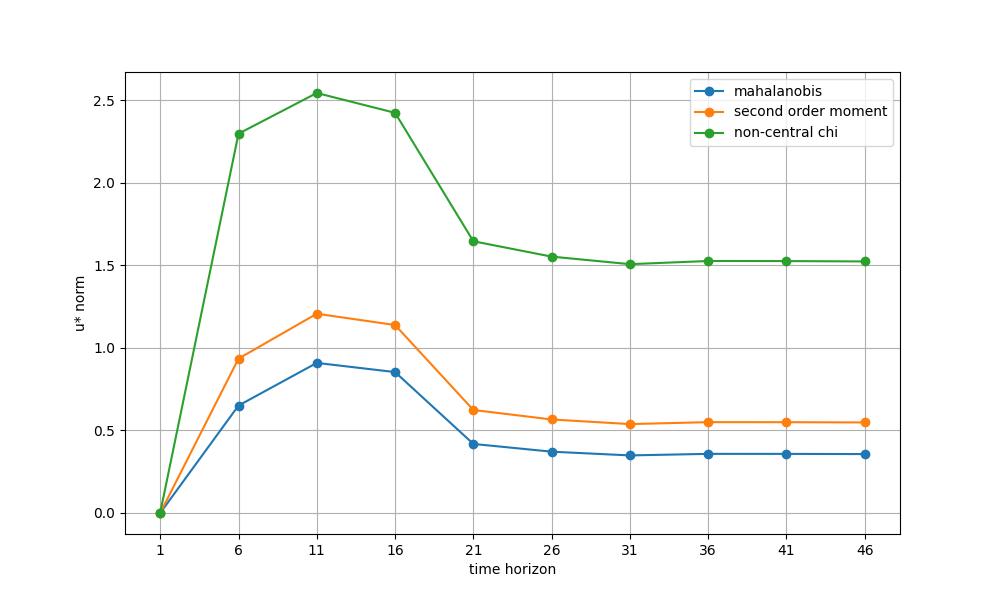 mahalanobis
second order moment
non-central chi
2.5
2.0
1.5
1.0
0.5
0.0
u* norm
1 6 11 16 21 26 31 36 41 46
time horizon